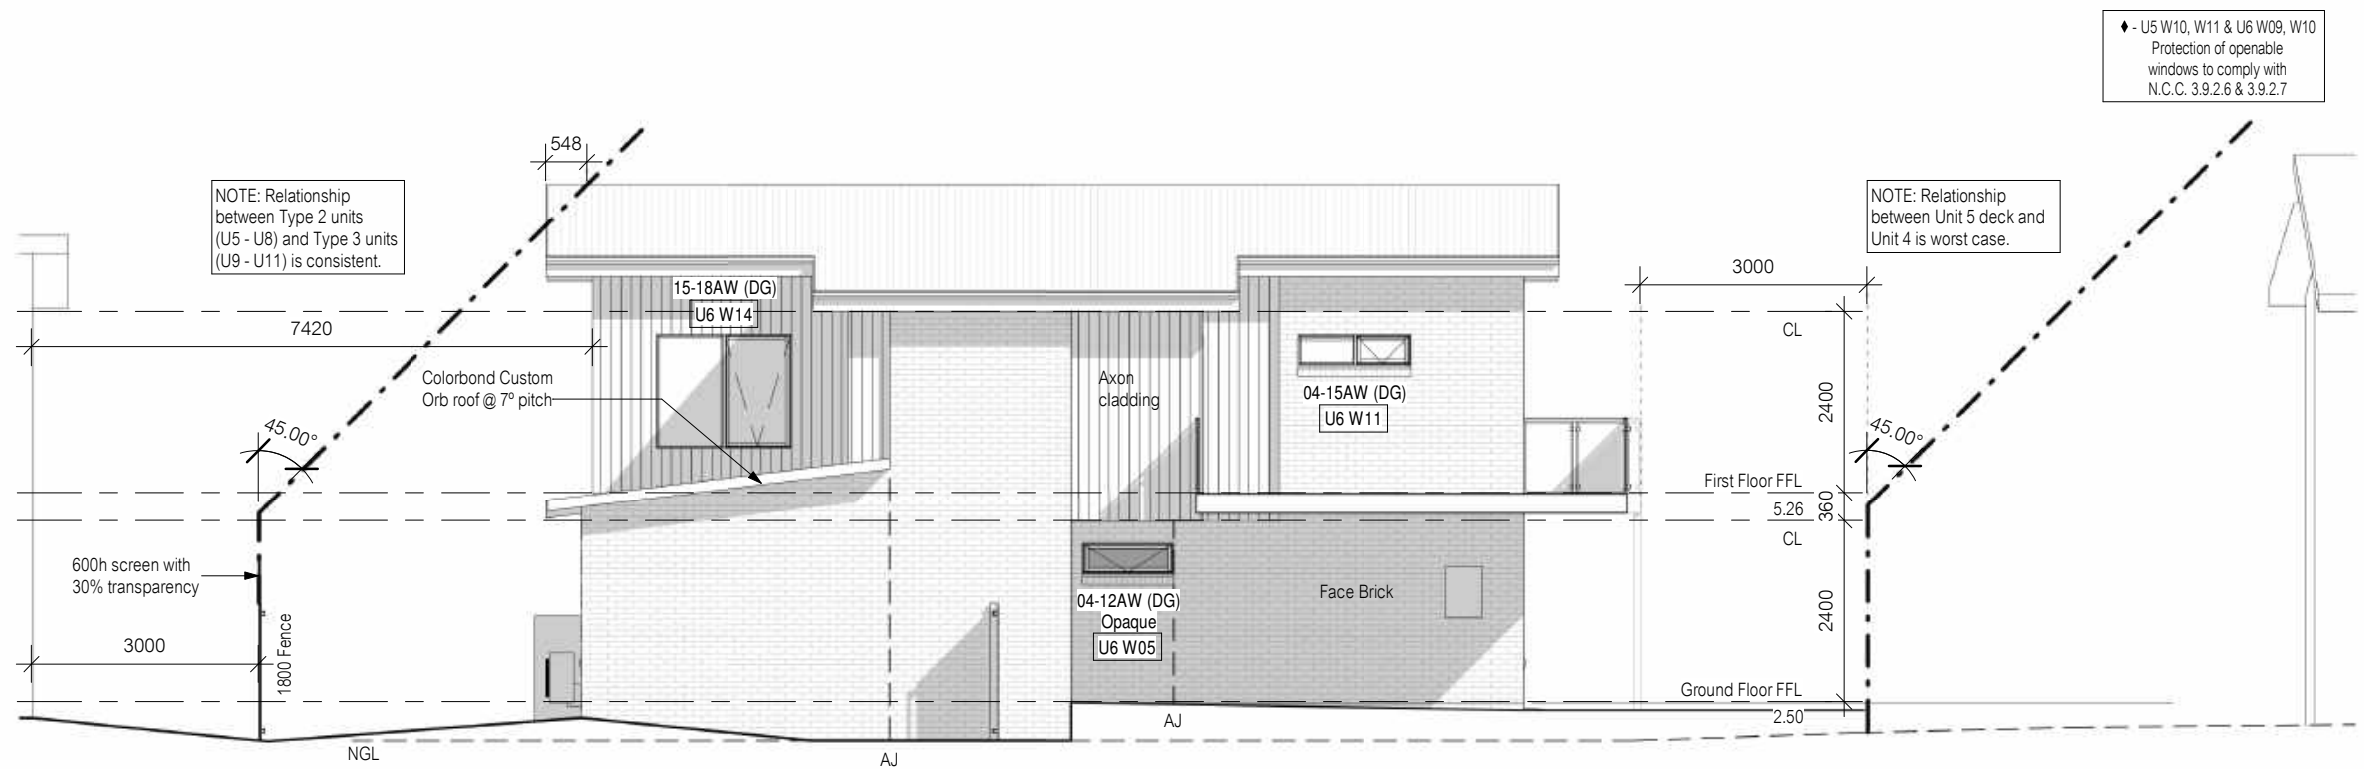 ♦ - U5 W10, W11 & U6 W09, W10
Protection of openable
windows to comply with
N.C.C. 3.9.2.6 & 3.9.2.7
548
NOTE: Relationship
between Type 2 units
(U5 - U8) and Type 3 units
(U9 - U11) is consistent.
NOTE: Relationship
between Unit 5 deck and
Unit 4 is worst case.
3000
15-18AW (DG)
U6 W14
7420
CL
Colorbond Custom
Orb roof @ 7º pitch
Axon
cladding
04-15AW (DG)
U6 W11
2400
45.00°
45.00°
First Floor FFL
5.26
360
CL
600h screen with
30% transparency
04-12AW (DG)
Opaque
U6 W05
Face Brick
2400
3000
1800 Fence
Ground Floor FFL
2.50
NGL
AJ
AJ